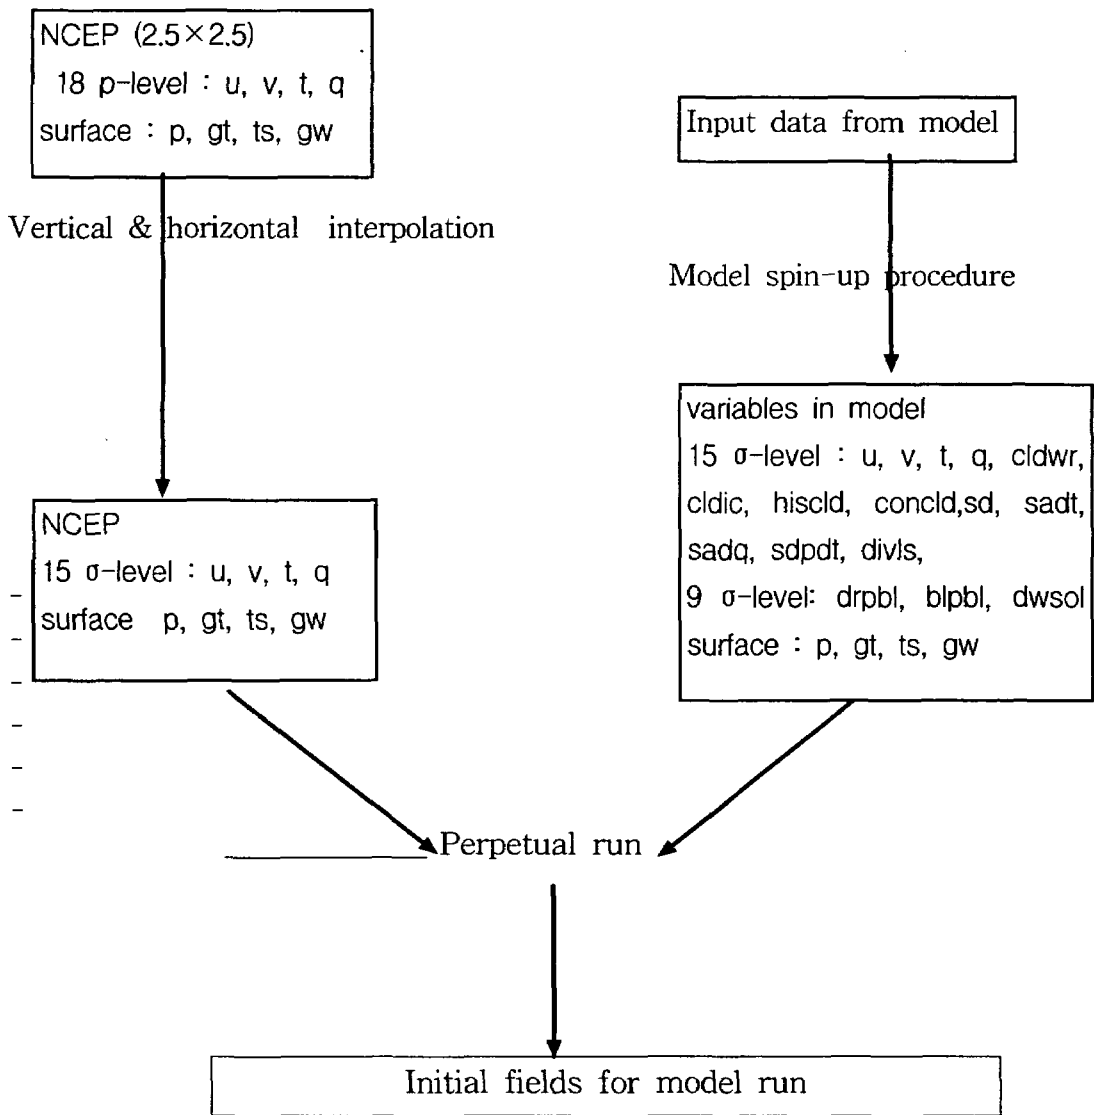 NCEP (2.5×2.5)
18 p-level : u, v, t, q
surface : p, gt, ts, gw
Vertical & horizontal interpolation
NCEP
15 σ-level : u, v, t, q
surface p, gt, ts, gw
Input data from model
Model spin-up procedure
variables in model
15 σ-level : u, v, t, q, cldwr,
cldic, hiscld, concld,sd, sadt,
sadq, sdpdt, divls,
9 σ-level: drpbl, blpbl, dwsol
surface : p, gt, ts, gw
Perpetual run
Initial fields for model run